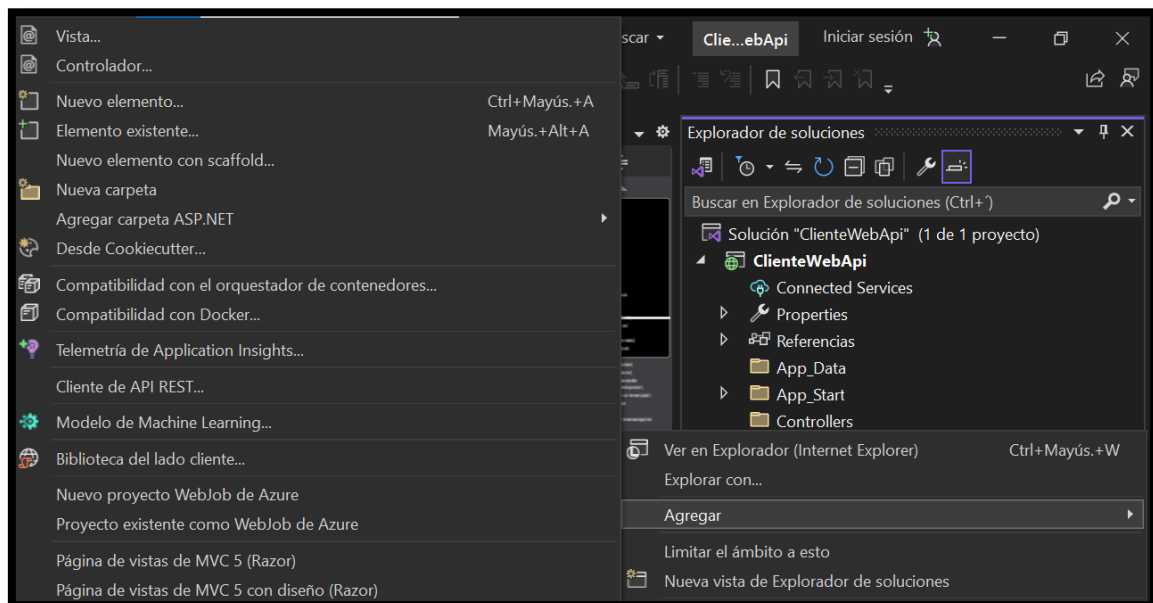 Vista...
Controlador...
Nuevo elemento... Ctrl+Mayús.+A
Elemento existente... Mayús.+Alt+A
Nuevo elemento con scaffold...
Nueva carpeta
Agregar carpeta ASP.NET
Desde Cookiecutter...
Compatibilidad con el orquestador de contenedores...
Compatibilidad con Docker...
Telemetría de Application Insights...
Cliente de API REST...
Modelo de Machine Learning...
Biblioteca del lado cliente...
Nuevo proyecto WebJob de Azure
Proyecto existente como WebJob de Azure
Página de vistas de MVC 5 (Razor)
Página de vistas de MVC 5 con diseño (Razor)
scar Clie...ebApi Iniciar sesión
Explorador de soluciones
Buscar en Explorador de soluciones (Ctrl+´)
Solución "ClienteWebApi" (1 de 1 proyecto)
ClienteWebApi
Connected Services
Properties
Referencias
App_Data
App_Start
Controllers
Ver en Explorador (Internet Explorer) Ctrl+Mayús.+W
Explorar con...
Agregar
Limitar el ámbito a esto
Nueva vista de Explorador de soluciones